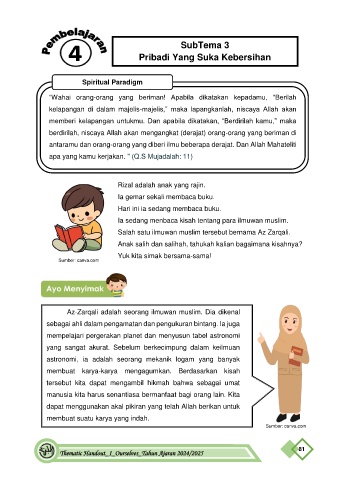 Pembelajaran
4
SubTema 3
Pribadi Yang Suka Kebersihan
Spiritual Paradigm
"Wahai orang-orang yang beriman! Apabila dikatakan kepadamu, "Berilah
kelapangan di dalam majelis-majelis," maka lapangkanlah, niscaya Allah akan
memberi kelapangan untukmu. Dan apabila dikatakan, "Berdirilah kamu," maka
berdirilah, niscaya Allah akan mengangkat (derajat) orang-orang yang beriman di
antaramu dan orang-orang yang diberi ilmu beberapa derajat. Dan Allah Mahateliti
apa yang kamu kerjakan. " (Q.S Mujadalah: 11)
Rizal adalah anak yang rajin.
Ia gemar sekali membaca buku.
Hari ini ia sedang membaca buku.
Ia sedang menbaca kisah tentang para ilmuwan muslim.
Salah satu ilmuwan muslim tersebut bernama Az Zarqali.
Anak salih dan salihah, tahukah kalian bagaimana kisahnya?
Yuk kita simak bersama-sama!
Sumber: canva.com
Ayo Menyimak
Az-Zarqali adalah seorang ilmuwan muslim. Dia dikenal
sebagai ahli dalam pengamatan dan pengukuran bintang. Ia juga
mempelajari pergerakan planet dan menyusun tabel astronomi
yang sangat akurat. Sebelum berkecimpung dalam keilmuan
astronomi, ia adalah seorang mekanik logam yang banyak
membuat karya-karya mengagumkan. Berdasarkan kisah
tersebut kita dapat mengambil hikmah bahwa sebagai umat
manusia kita harus senantiasa bermanfaat bagi orang lain. Kita
dapat menggunakan akal pikiran yang telah Allah berikan untuk
membuat suatu karya yang indah.
Sumber: canva.com
Thematic Handout_1_Ourselves_Tahun Ajaran 2024/2025
81